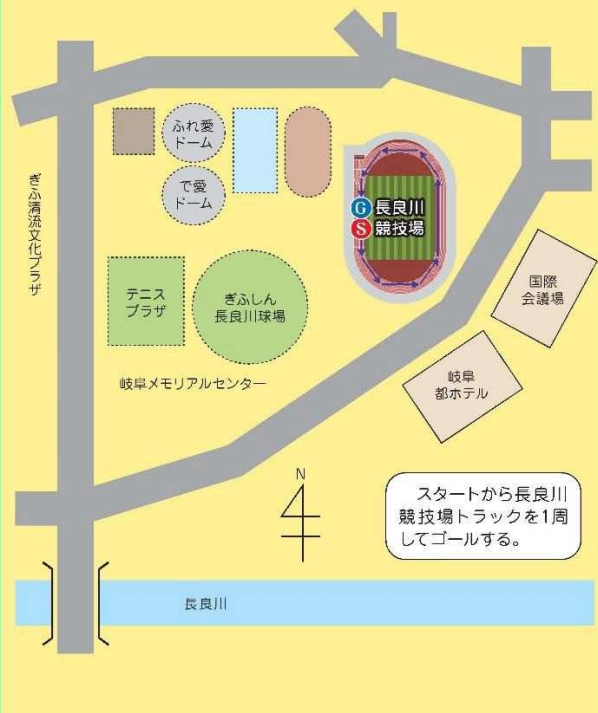 ふれ愛
ドーム
で愛
ドーム
ぎふ清流文化プラザ
G 長良川
S 競技場
国際
会議場
テニス
プラザ
ぎふしん
長良川球場
岐阜メモリアルセンター
岐阜
都ホテル
N
スタートから長良川
競技場トラックを1周
してゴールする。
長良川